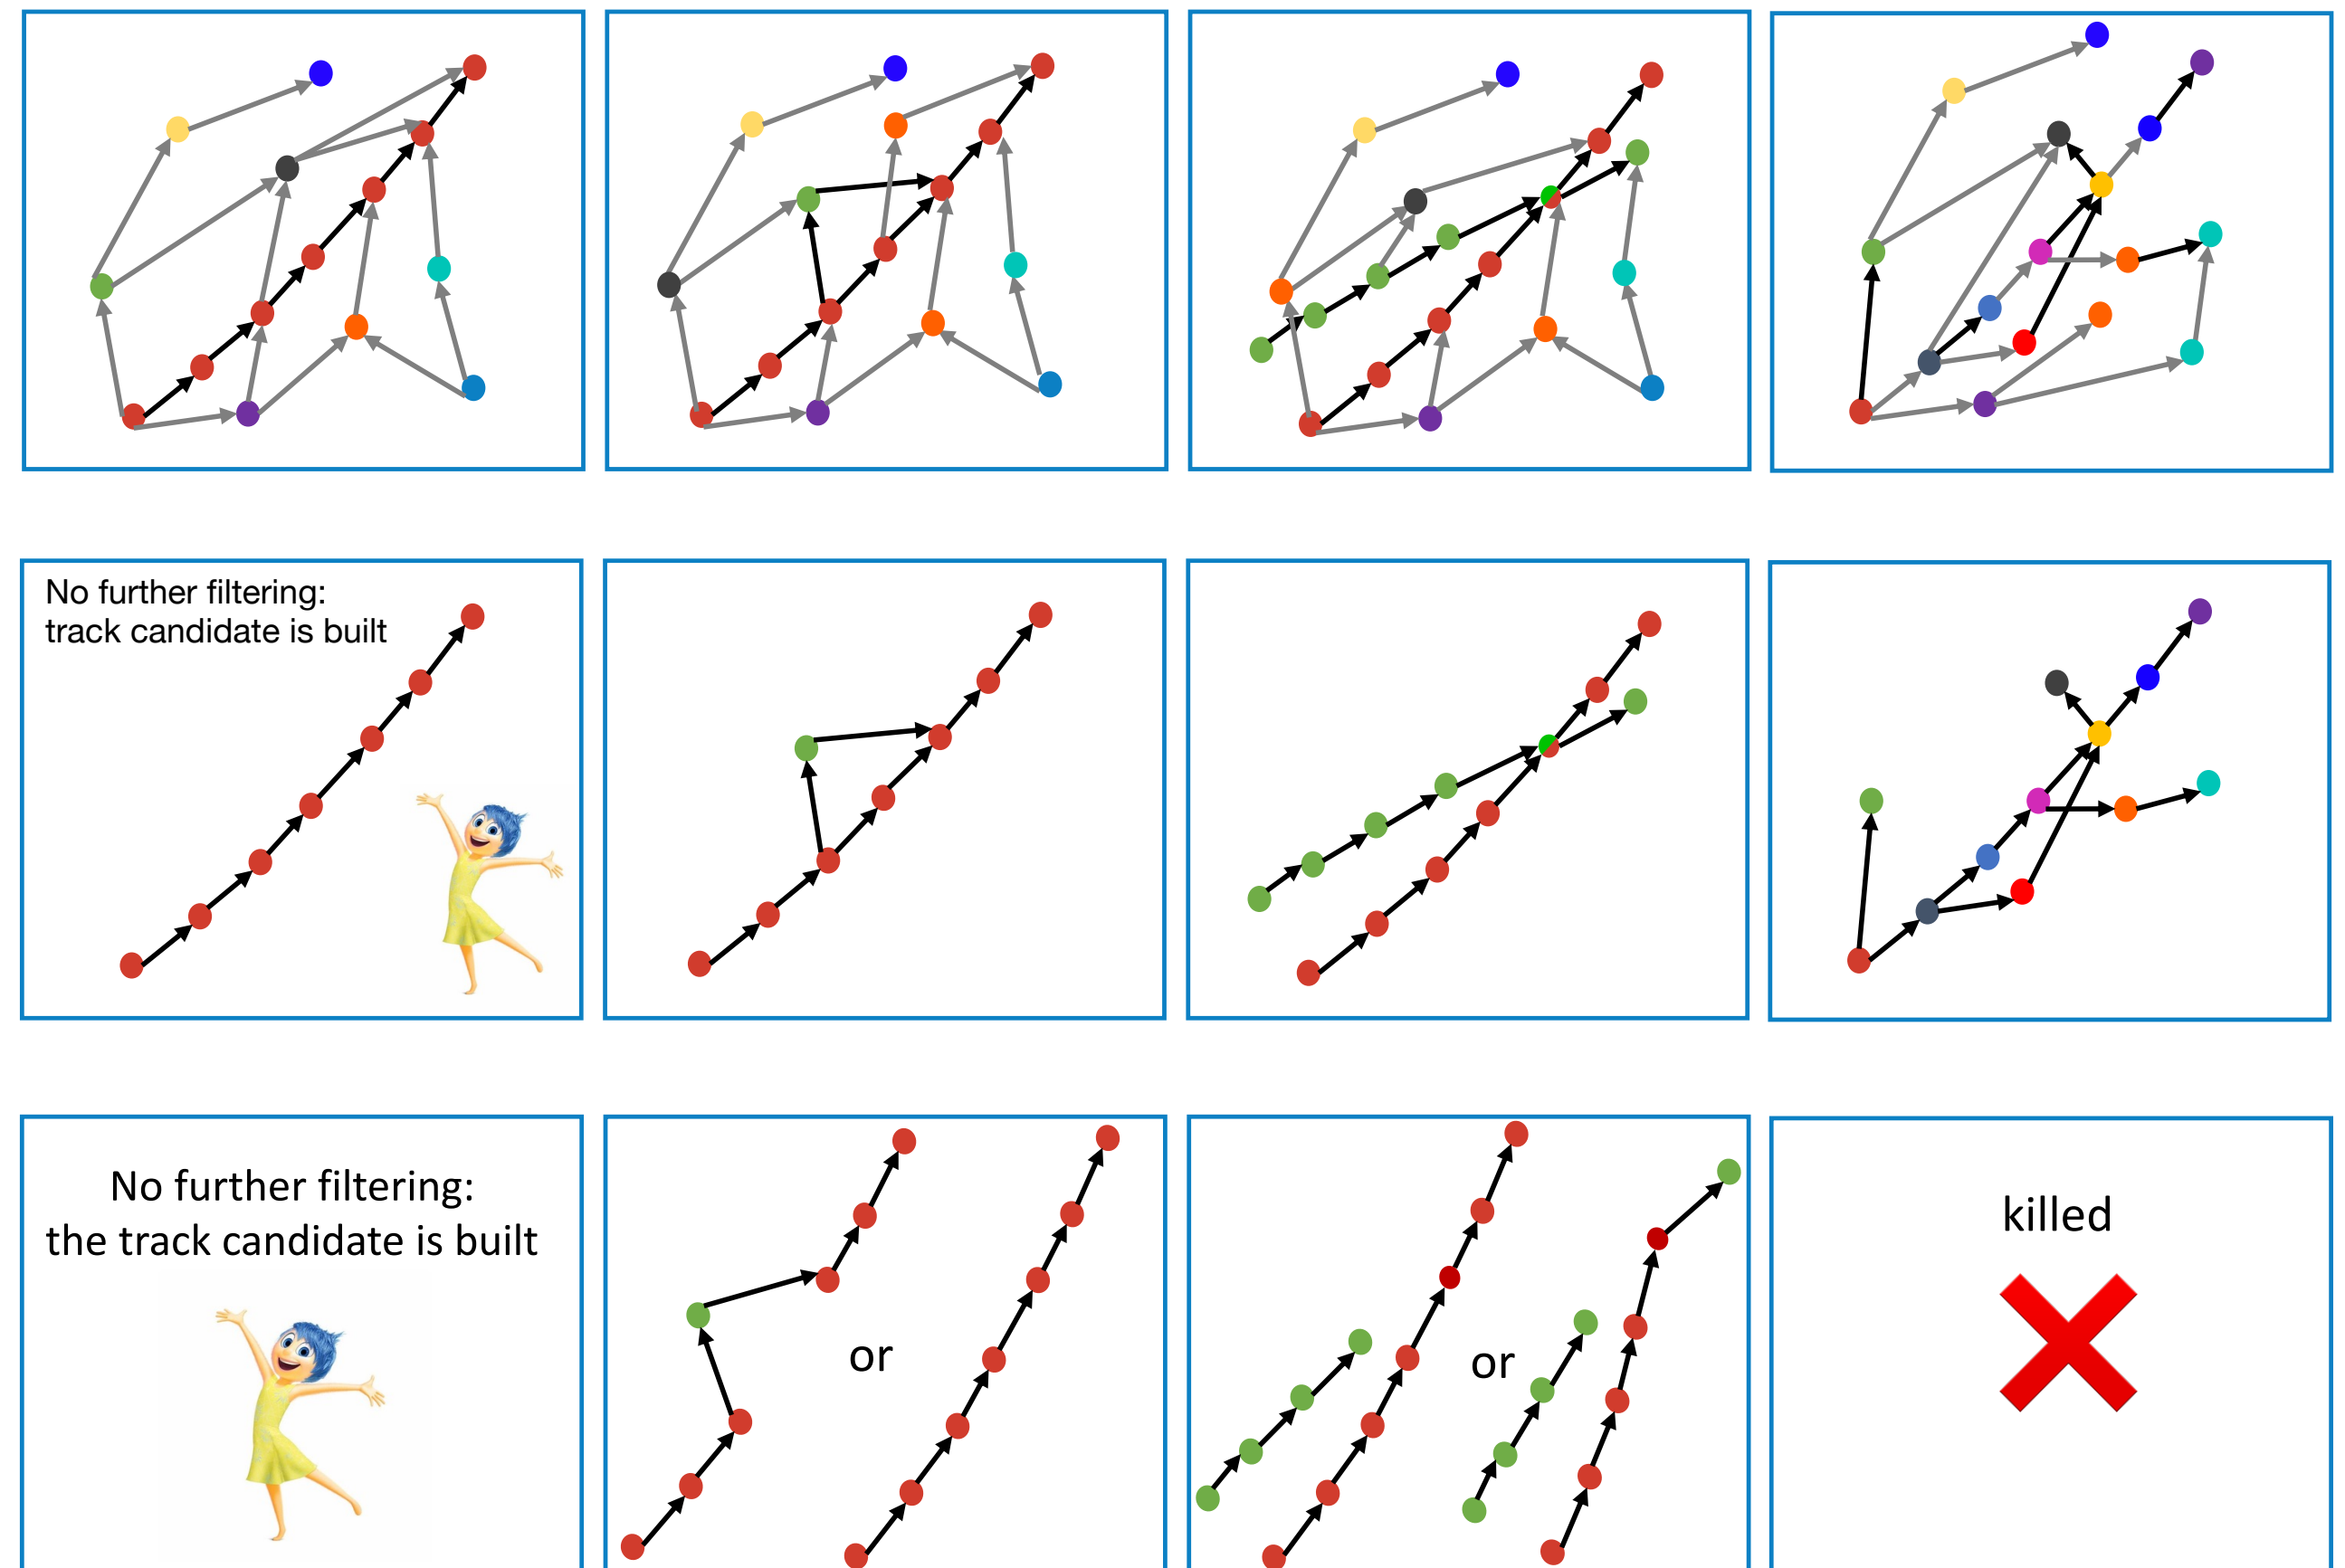 No further filtering:
track candidate is built
No further filtering:
the track candidate is built
or
or
killed